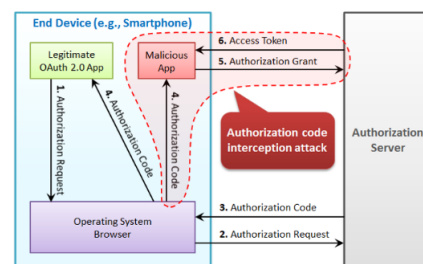 End Device (e.g., Smartphone)
Legitimate
OAuth 2.0 App
Malicious
App
6. Access Token
5. Authorization Grant
1. Authorization Request
4. Authorization Code
4. Authorization Code
Authorization code
interception attack
Authorization
Server
3. Authorization Code
2. Authorization Request
Operating System
Browser